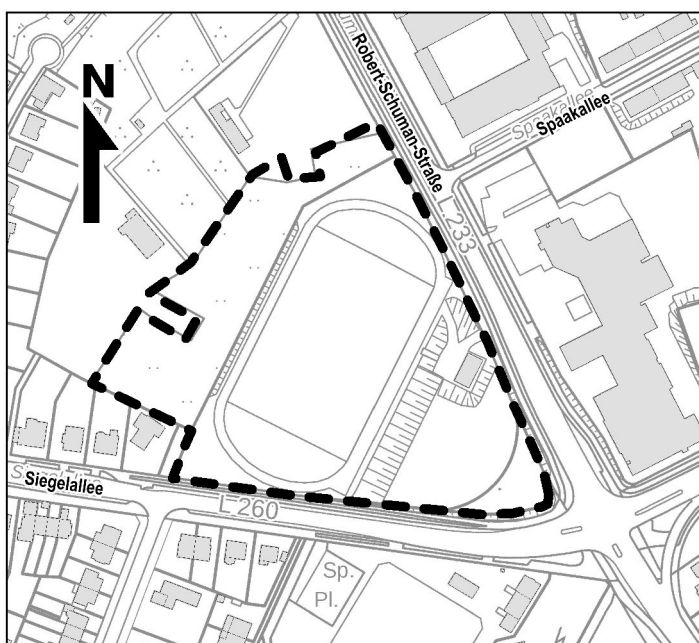 N
Robert-Schuman-Straße
L 233
Spaakallee
Spaakallee
Siegelallee
L 260
Sp.
Pl.